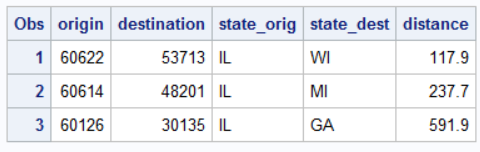 Obs origin destination state_orig state_dest distance
1 60622 53713 IL WI 117.9
2 60614 48201 IL MI 237.7
3 60126 30135 IL GA 591.9